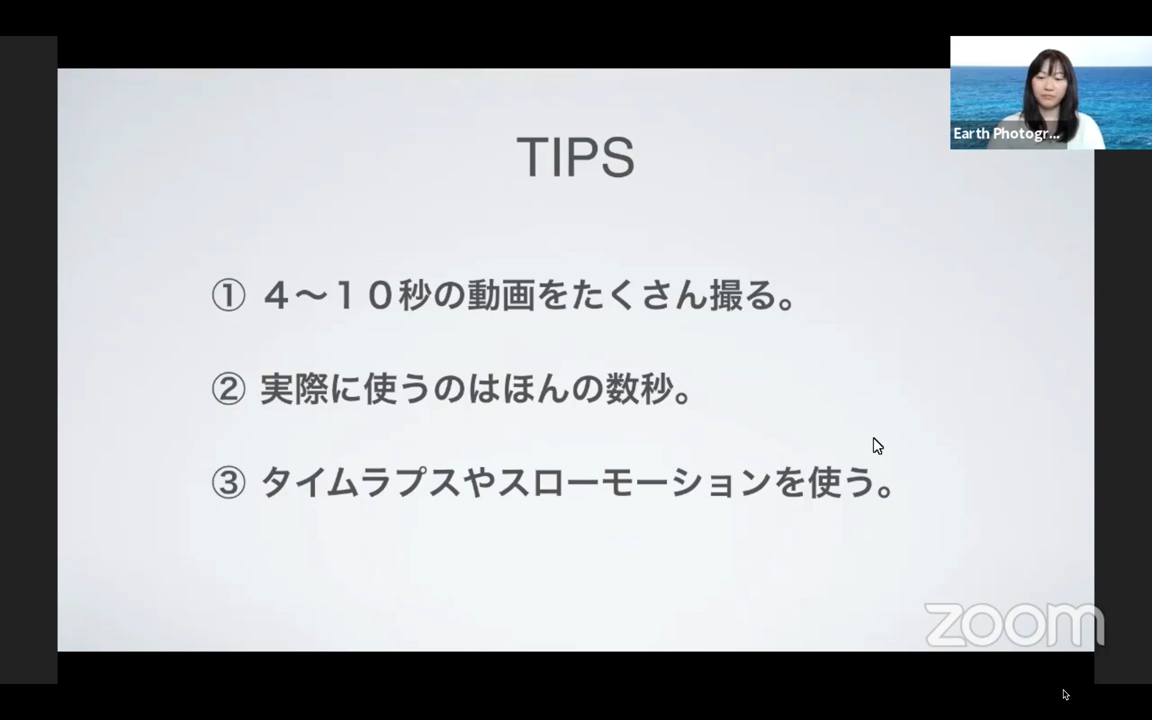 TIPS
Earth Photogr...
① 4〜10秒の動画をたくさん撮る。
② 実際に使うのはほんの数秒。
③ タイムラプスやスローモーションを使う。
zoom